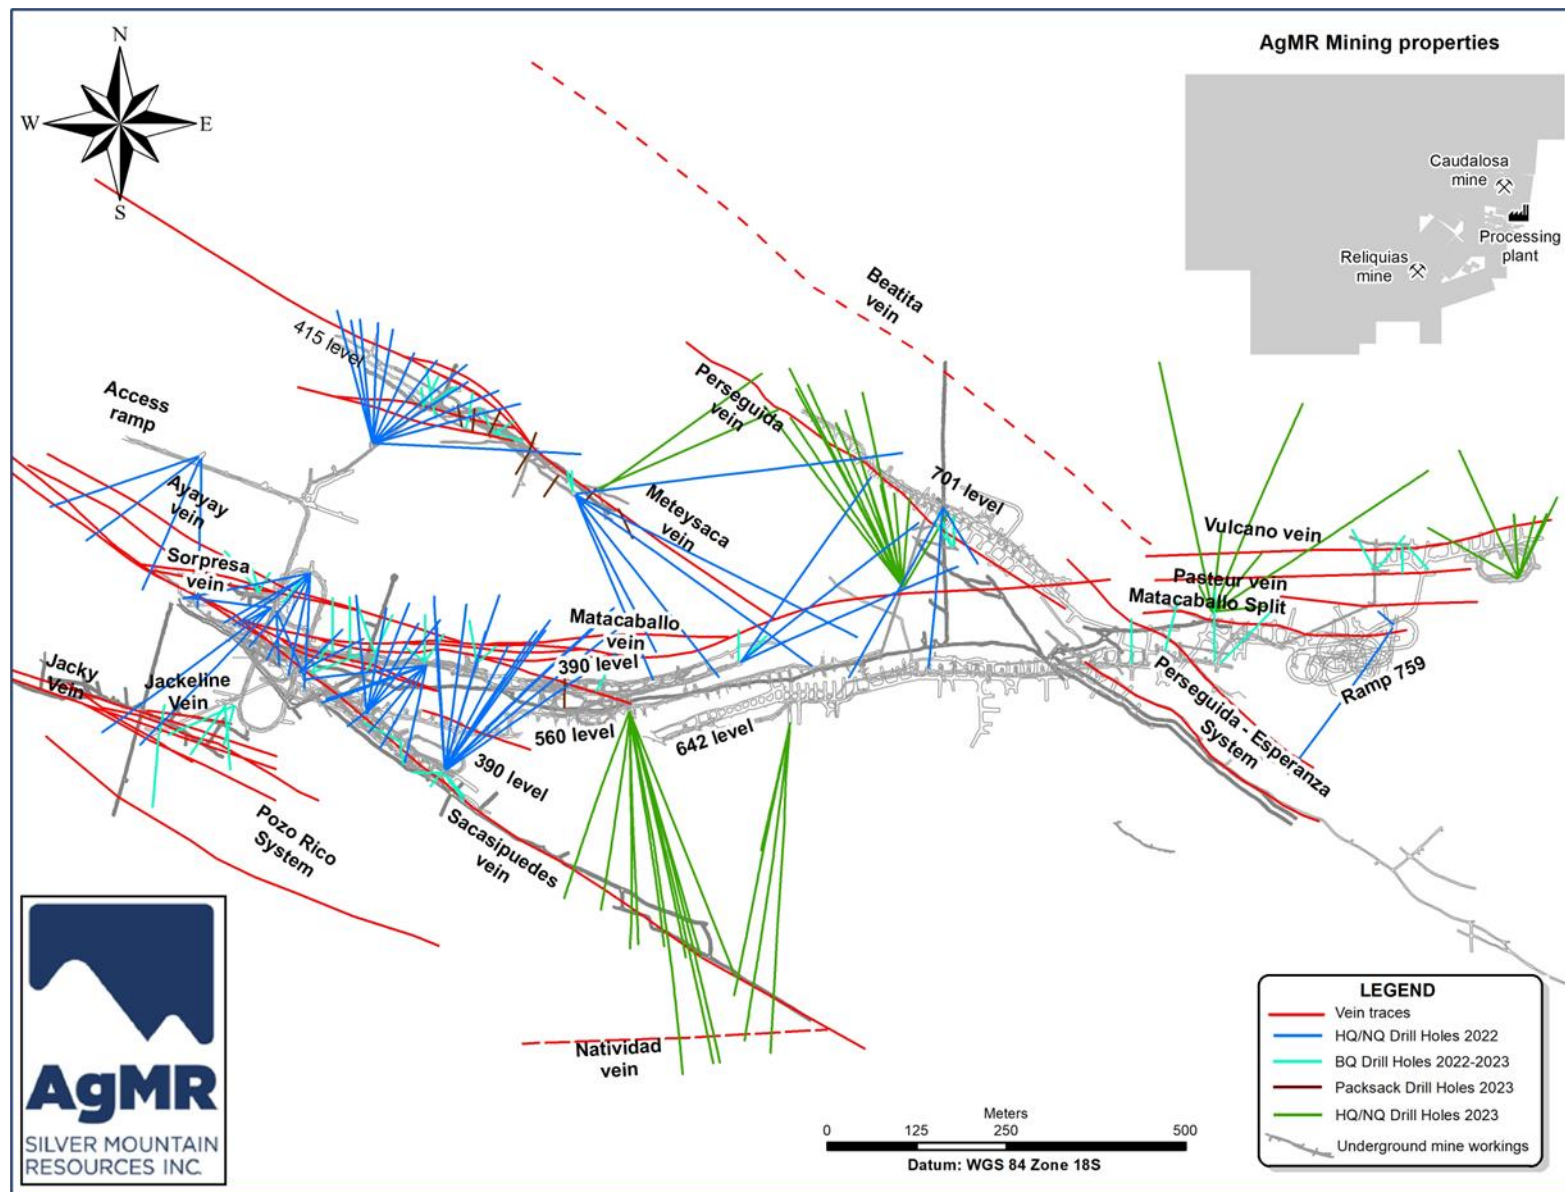 AgMR Mining properties
N
W
E
S
Caudalosa
mine
Processing
plant
Reliquias
mine
Beatita
vein
415 level
Access
ramp
Perseguida
vein
701 level
Ayayay
vein
Meteysaca
vein
Vulcano vein
Sorpresa
vein
Pasteur vein
Matacaballo Split
Matacaballo
vein
390 level
Jacky
Vein
Jackeline
Vein
Ramp 759
Perseguida - Esperanza
System
560 level
642 level
390 level
Sacasipuedes
vein
Pozo Rico
System
Natividad
vein
AgMR
SILVER MOUNTAIN
RESOURCES INC.
Meters
0 125 250 500
Datum: WGS 84 Zone 18S
LEGEND
Vein traces
HQ/NQ Drill Holes 2022
BQ Drill Holes 2022-2023
Packsack Drill Holes 2023
HQ/NQ Drill Holes 2023
Underground mine workings